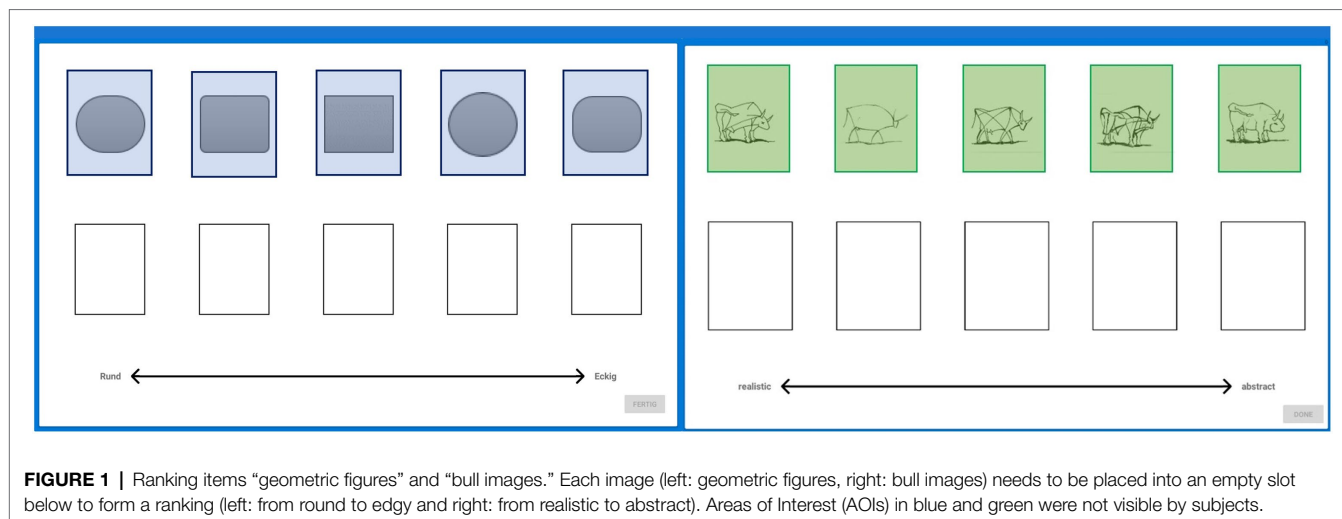 Rund
Eckig
FERTIG
realistic
abstract
DONE
FIGURE 1 | Ranking items “geometric figures” and “bull images.” Each image (left: geometric figures, right: bull images) needs to be placed into an empty slot
below to form a ranking (left: from round to edgy and right: from realistic to abstract). Areas of Interest (AOIs) in blue and green were not visible by subjects.